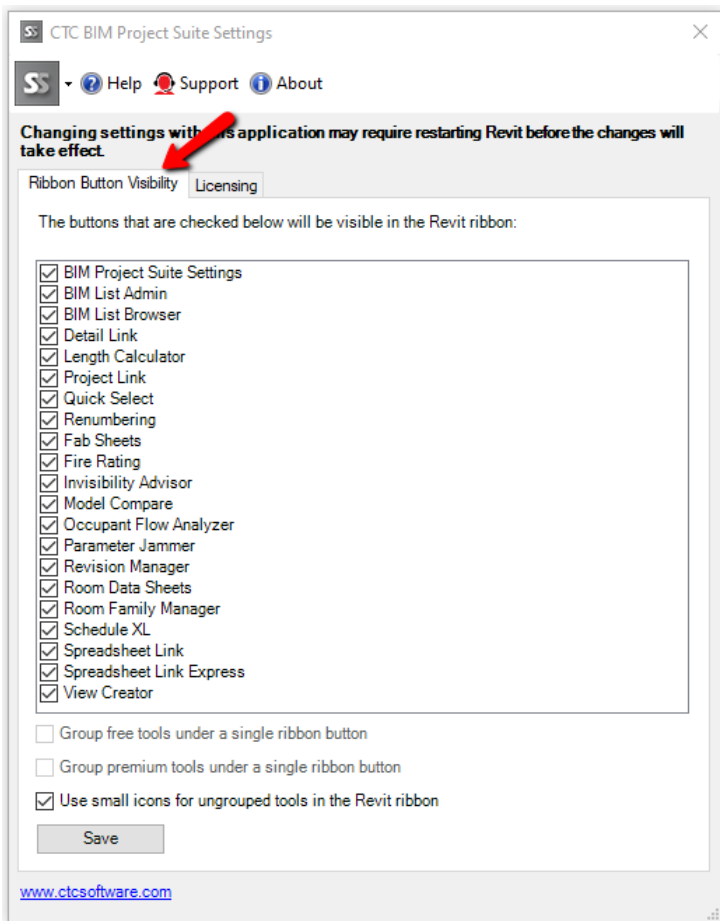 SS CTC BIM Project Suite Settings
SS Help Support About
Changing settings with s application may require restarting Revit before the changes will
take effect.
Ribbon Button Visibility Licensing
The buttons that are checked below will be visible in the Revit ribbon:
BIM Project Suite Settings
BIM List Admin
BIM List Browser
Detail Link
Length Calculator
Project Link
Quick Select
Renumbering
Fab Sheets
Fire Rating
Invisibility Advisor
Model Compare
Occupant Flow Analyzer
Parameter Jammer
Revision Manager
Room Data Sheets
Room Family Manager
Schedule XL
Spreadsheet Link
Spreadsheet Link Express
View Creator
Group free tools under a single ribbon button
Group premium tools under a single ribbon button
Use small icons for ungrouped tools in the Revit ribbon
Save
www.ctcsoftware.com